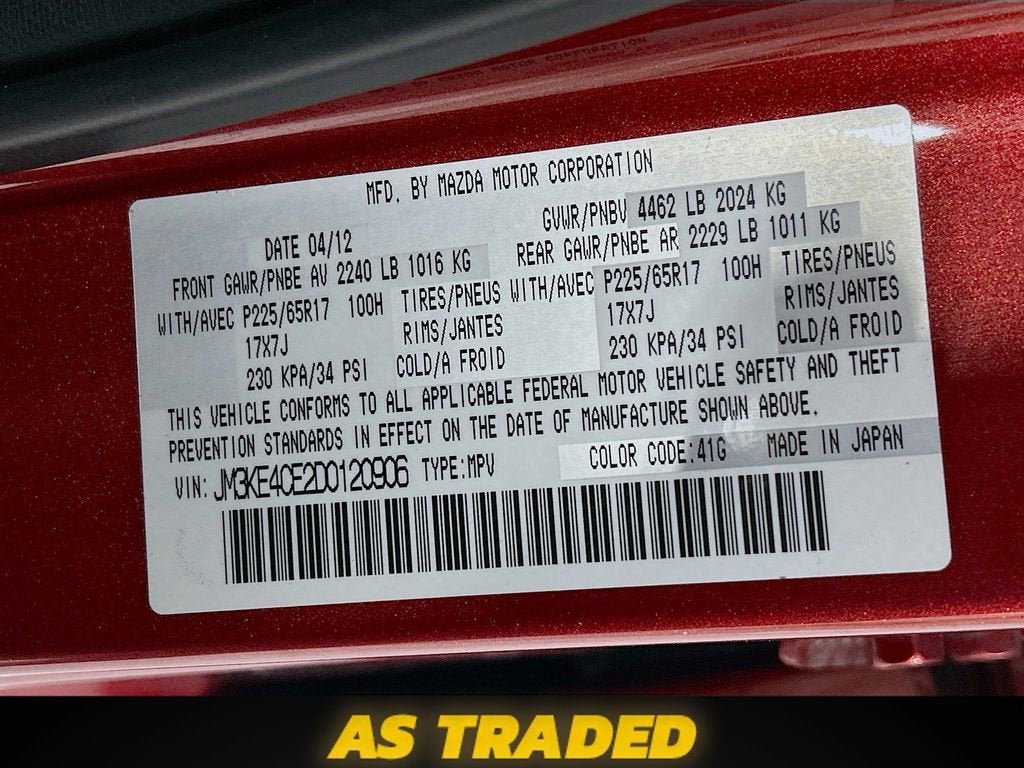 MFD. BY MAZDA MOTOR CORPORATION
DATE 04/12 GVWR/PNBV 4462 LB 2024 KG
FRONT GAWR/PNBE AV 2240 LB 1016 KG REAR GAWR/PNBE AR 2229 LB 1011 KG
WITH/AVEC P225/65R17 100H TIRES/PNEUS WITH/AVEC P225/65R17 100H TIRES/PNEUS
17X7J RIMS/JANTES 17X7J RIMS/JANTES
230 KPA/34 PSI COLD/A FROID 230 KPA/34 PSI COLD/A FROID
THIS VEHICLE CONFORMS TO ALL APPLICABLE FEDERAL MOTOR VEHICLE SAFETY AND THEFT
PREVENTION STANDARDS IN EFFECT ON THE DATE OF MANUFACTURE SHOWN ABOVE.
VIN: JM3KE4CE2D0120906 TYPE:MPV COLOR CODE:41G MADE IN JAPAN
AS TRADED